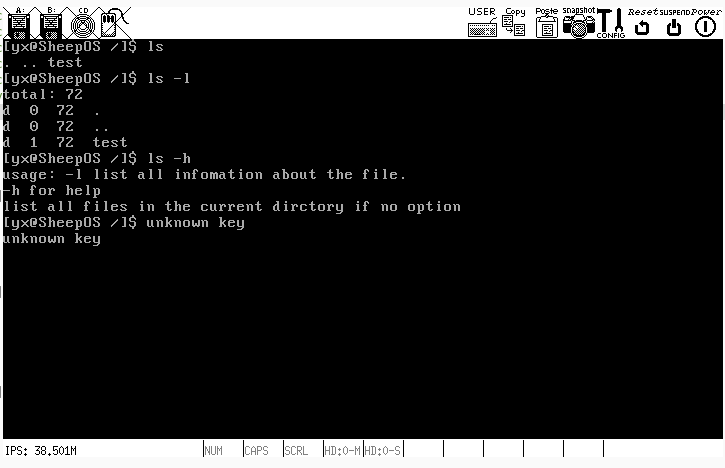 A: B: CD USER Copy Paste snapshot CONFIG Reset SUSPEND Power
[yx@SheepOS /]$ ls
. .. test
[yx@SheepOS /]$ ls -l
total: 72
d 0 72 .
d 0 72 ..
d 1 72 test
[yx@SheepOS /]$ ls -h
usage: -l list all infomation about the file.
-h for help
list all files in the current dirctory if no option
[yx@SheepOS /]$ unknown key
unknown key
IPS: 38.501M NUM CAPS SCRL HD:0-M HD:0-S